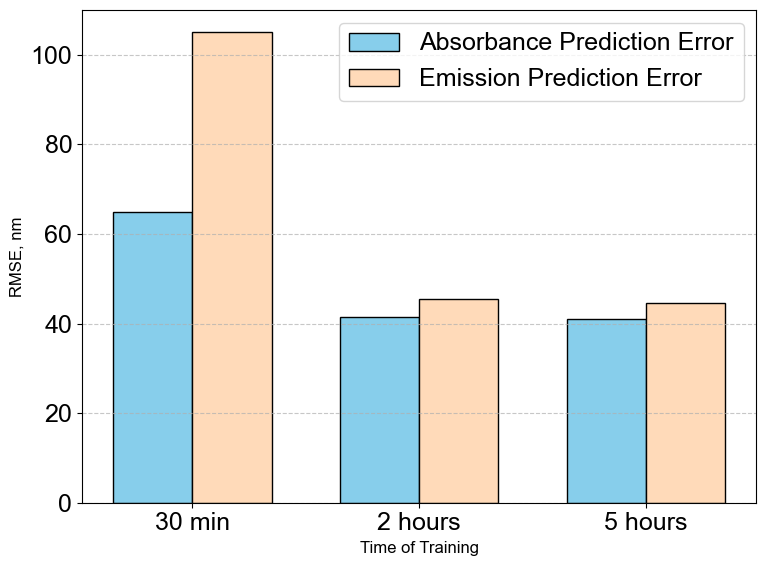 100
80
60
40
20
0
RMSE, nm
Absorbance Prediction Error
Emission Prediction Error
30 min
2 hours
5 hours
Time of Training